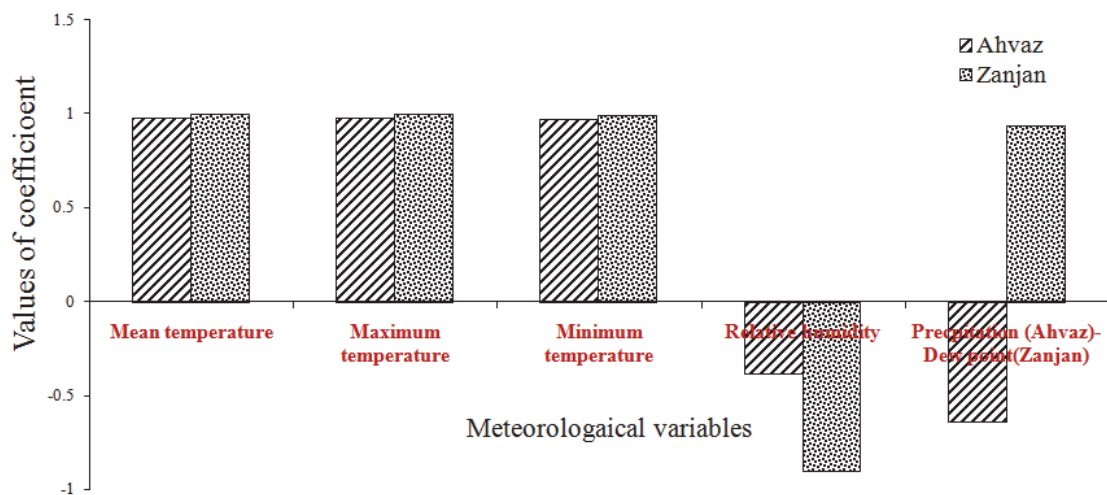 Values of coefficioent
1.5
1
0.5
0
-0.5
-1
Ahvaz
Zanjan
Mean temperature
Maximum
temperature
Minimum
temperature
Relative humidity
Precpitation (Ahvaz)-
Dew point(Zanjan)
Meteorologaical variables